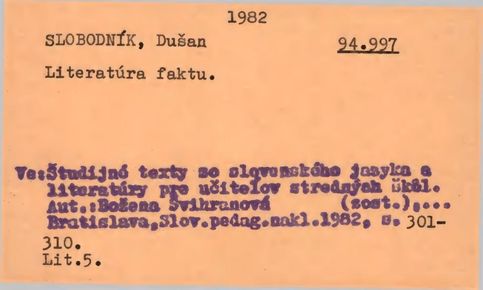 1982
SLOBODNÍK, Dušan 94.997
Literatúra faktu.
Ve:Študijné texty zo slovenského jazyka a
literatúry pre učiteľov stredných škôl.
Aut.:Božena Švihranová (zost.),...
Bratislava,Slov.pedag.nakl.1982, s. 301-
310.
Lit.5.